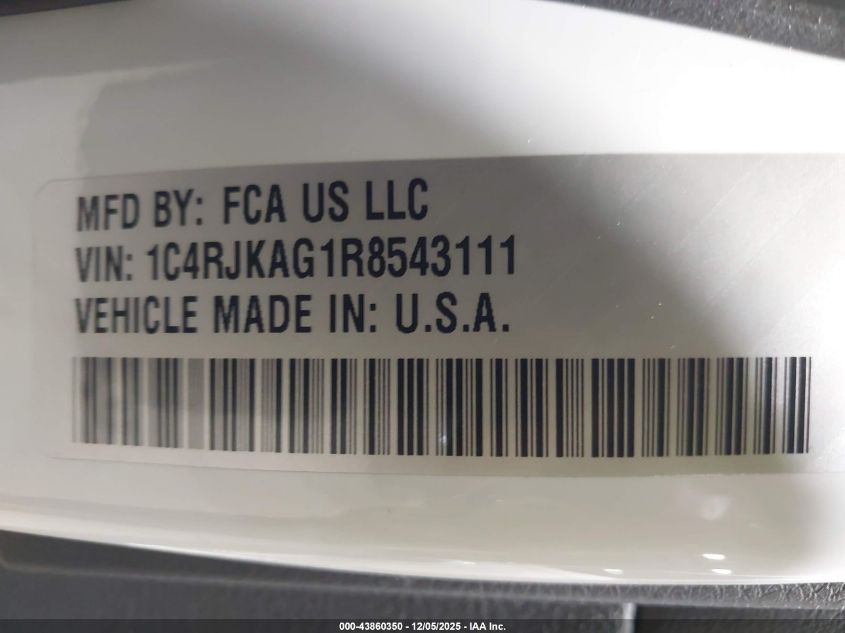 MFD BY: FCA US LLC
VIN: 1C4RJKAG1R8543111
VEHICLE MADE IN: U.S.A.
000-43860350 - 12/05/2025 - IAA Inc.